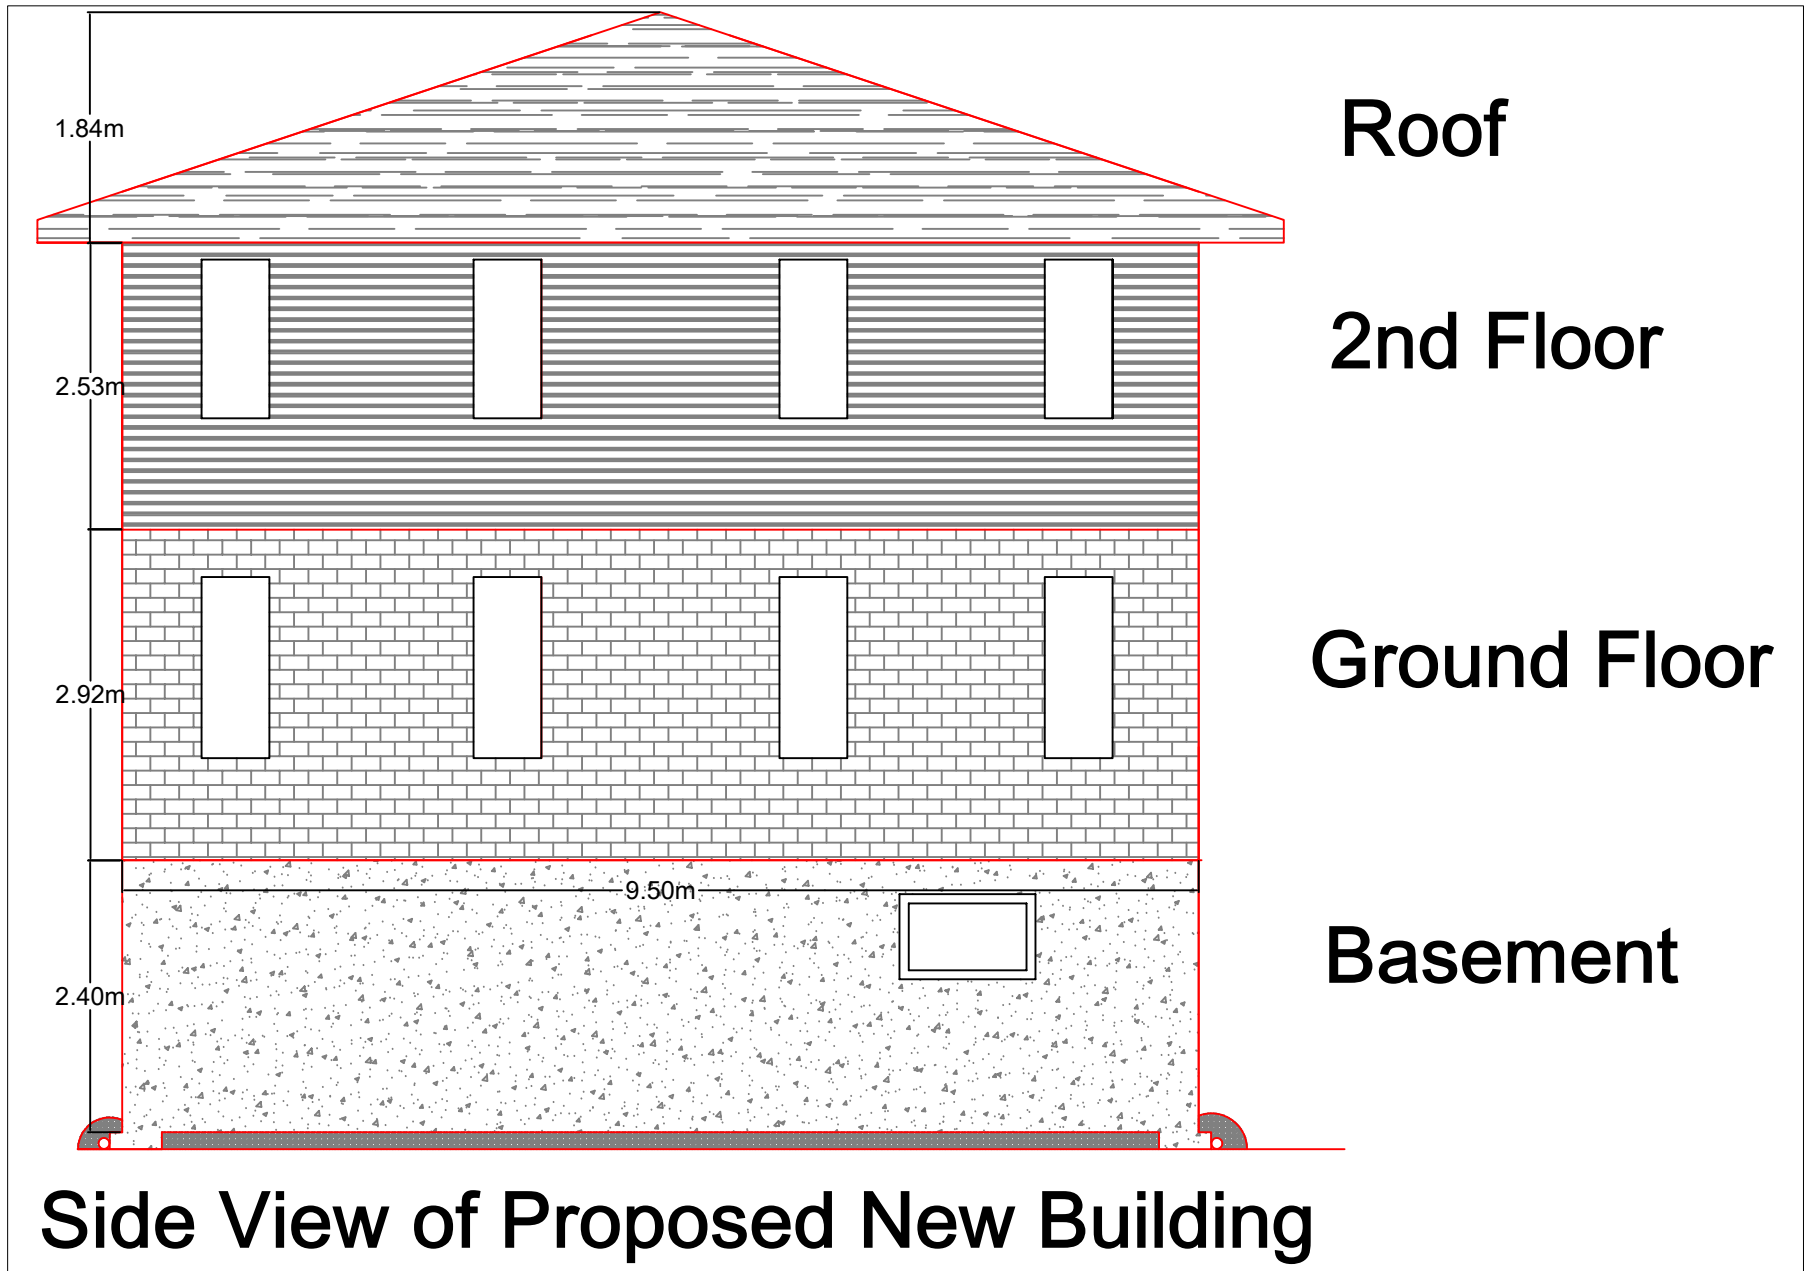 1.84m
Roof
2.53m
2nd Floor
2.92m
Ground Floor
9.50m
2.40m
Basement
Side View of Proposed New Building